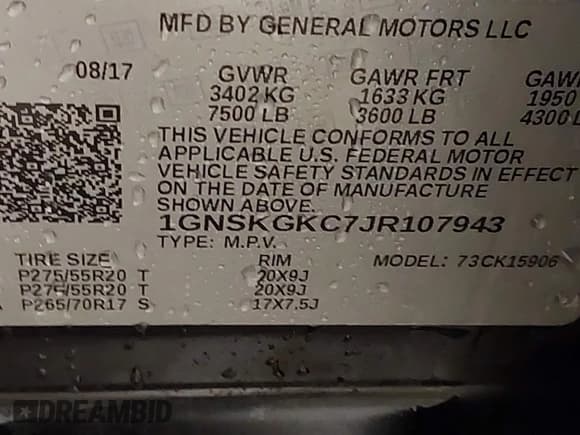 MFD BY GENERAL MOTORS LLC
08/17 GVWR GAWR FRT
3402 KG 1633 KG 1950
7500 LB 3600 LB 4300 L
THIS VEHICLE CONFORMS TO ALL
APPLICABLE U.S. FEDERAL MOTOR
VEHICLE SAFETY STANDARDS IN EFFECT
ON THE DATE OF MANUFACTURE
SHOWN ABOVE.
1GNSKGKC7JR107943
TYPE: M.P.V. MODEL: 73CK15906
TIRE SIZE RIM
P275/55R20 T 20X9J
P275/55R20 T 20X9J
P265/70R17 S 17X7.5J
DREAMBID